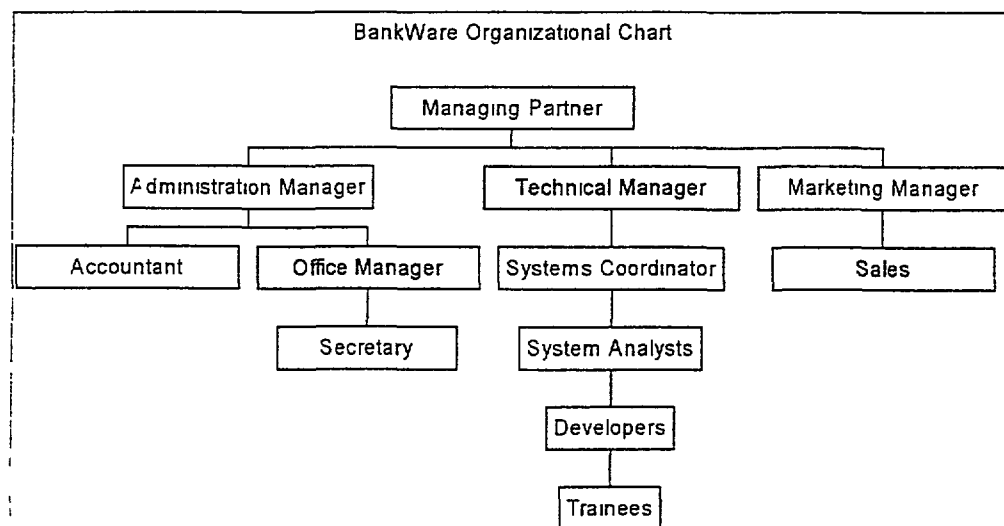 BankWare Organizational Chart
Managing Partner
Administration Manager
Technical Manager
Marketing Manager
Accountant
Office Manager
Systems Coordinator
Sales
Secretary
System Analysts
Developers
Trainees